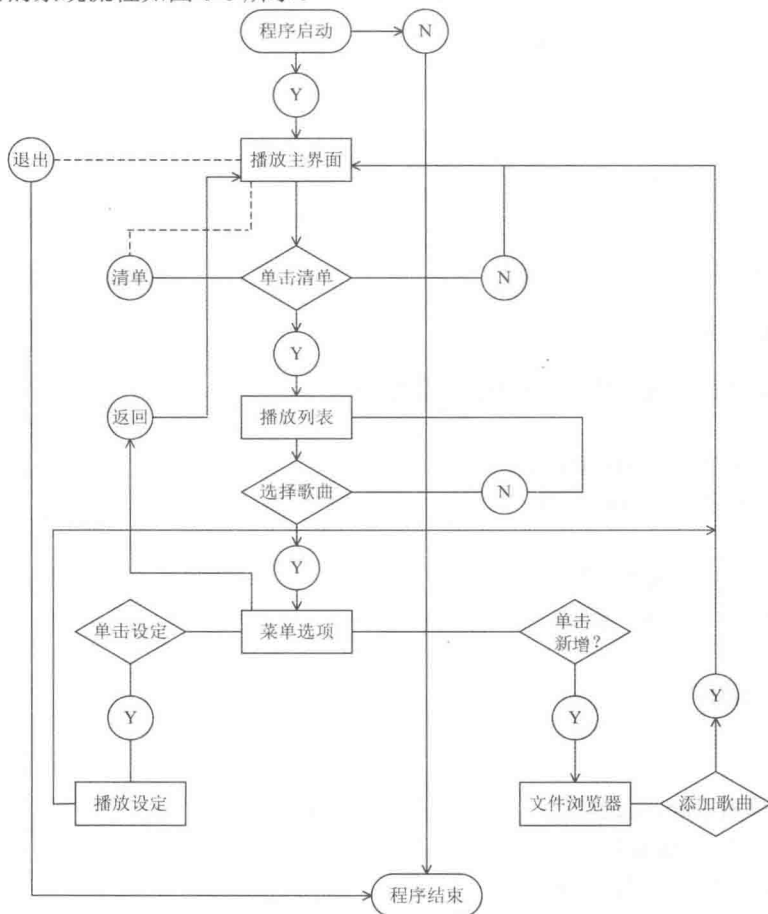 程序启动
N
Y
退出
播放主界面
清单
单击清单
N
Y
返回
播放列表
选择歌曲
N
Y
单击设定
菜单选项
单击
新增?
Y
Y
Y
播放设定
文件浏览器
添加歌曲
程序结束